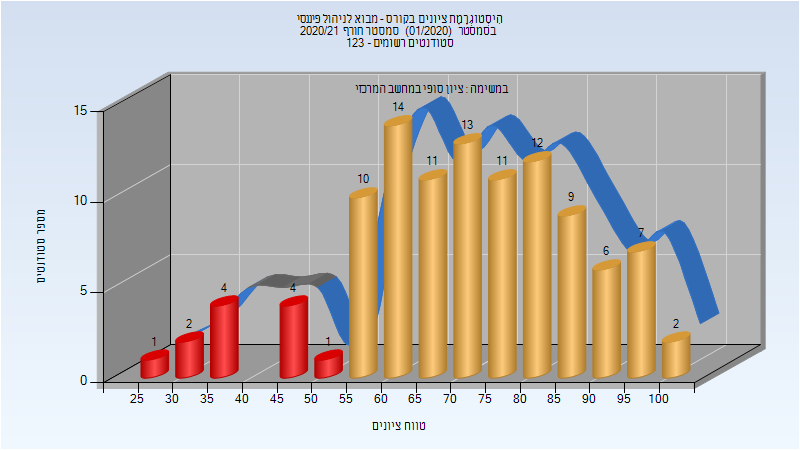 היסטוגרמת ציונים בקורס - מבוא לניהול פיננסי
בסמסטר (01/2020) סמסטר חורף 2020/21
סטודנטים רשומים - 123
במשימה : ציון סופי במחשב המרכזי
15
10
5
0
מספר סטודנטים
1
2
4
4
1
10
14
11
13
11
12
9
6
7
2
25 30 35 40 45 50 55 60 65 70 75 80 85 90 95 100
טווח ציונים